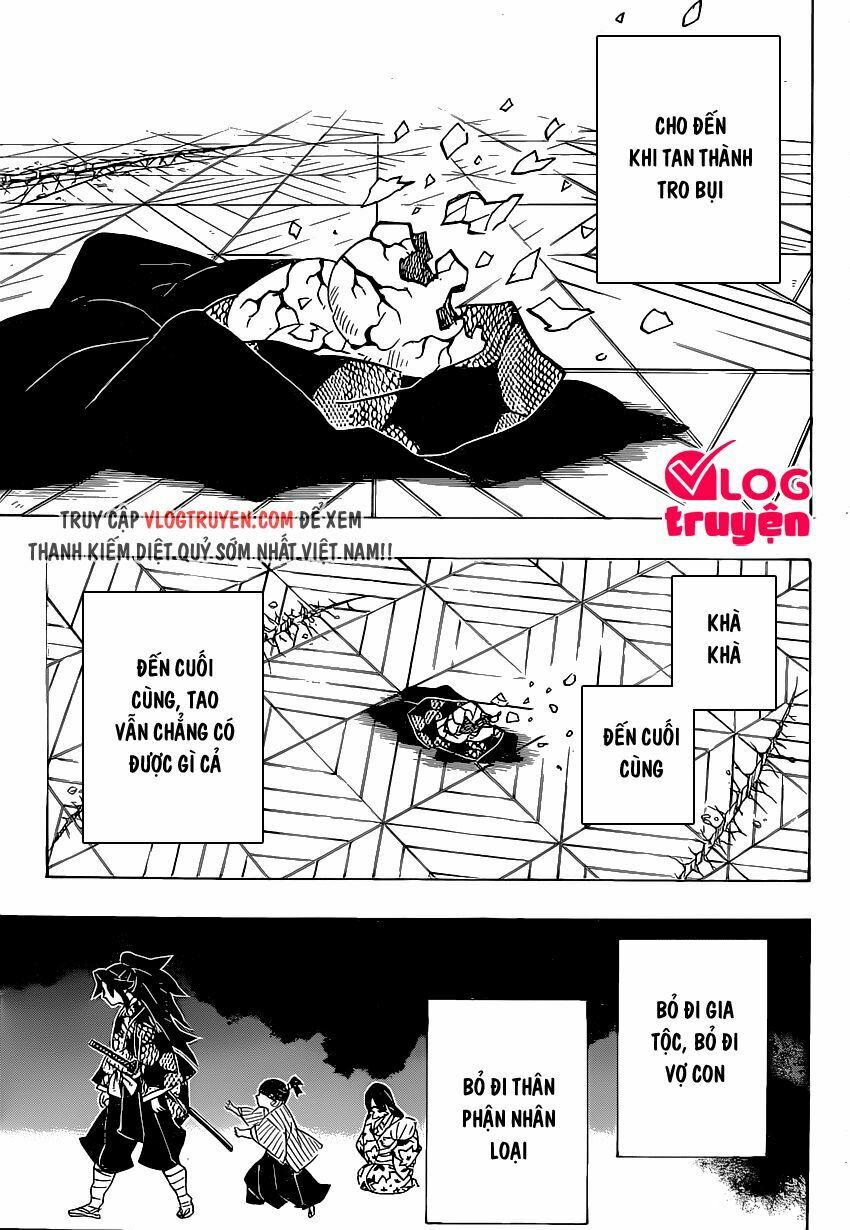 CHO ĐẾN
KHI TAN THÀNH
TRO BỤI
VLOG
truyện
TRUY CẬP VLOGTRUYEN.COM ĐỂ XEM
THANH KIẾM DIỆT QUỶ SỚM NHẤT VIỆT NAM!!
KHÀ
KHÀ
ĐẾN CUỐI
CÙNG
ĐẾN CUỐI
CÙNG, TAO
VẪN CHẲNG CÓ
ĐƯỢC GÌ CẢ
BỎ ĐI GIA
TỘC, BỎ ĐI
VỢ CON
BỎ ĐI THÂN
PHẬN NHÂN
LOẠI